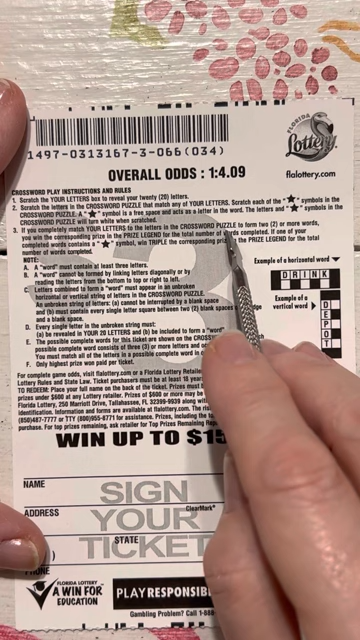 1497-0313167-3-066(034)
FLORIDA
Lottery
OVERALL ODDS : 1:4.09
flalottery.com
CROSSWORD PLAY INSTRUCTIONS AND RULES
1. Scratch the YOUR LETTERS box to reveal your twenty (20) letters.
2. Scratch the letters in the CROSSWORD PUZZLE that match any of YOUR LETTERS. Scratch each of the "★" symbols in the
CROSSWORD PUZZLE. A "★" symbol is a free space and acts as a letter in the word. The letters and "★" symbols in the
CROSSWORD PUZZLE will turn white when scratched.
3. If you completely match YOUR LETTERS to the letters in the CROSSWORD PUZZLE to form two (2) or more words,
you win the corresponding prize in the PRIZE LEGEND for the total number of words completed. If one of your
completed words contains a "★" symbol, win TRIPLE the corresponding prize in the PRIZE LEGEND for the total
number of words completed.
NOTE:
A. A "word" must contain at least three letters.
B. A "word" cannot be formed by linking letters diagonally or by
reading the letters from the bottom to top or right to left.
C. Letters combined to form a "word" must appear in an unbroken
horizontal or vertical string of letters in the CROSSWORD PUZZLE.
An unbroken string of letters: (a) cannot be interrupted by a blank space
and (b) must contain every single letter square between two (2) blank
and a blank space.
D. Every single letter in the unbroken string must:
(a) be revealed in YOUR 20 LETTERS and (b) be included to form a "word"
E. The possible complete words for this ticket are shown on the
possible complete word consists of three (3) or more letters and
You must match all of the letters in a possible complete word in
F. Only highest prize won paid for ticket.
Example of a horizontal word
DRINK
Example of a
vertical word
D
E
P
O
T
For complete game odds, visit flalottery.com or a Florida Lottery
Lottery Rules and State Law. Ticket purchasers must be at least 18 years
TO REDEEM: Place your full name on the back of the ticket. Prizes
prizes under $600 at any Lottery retailer. Prizes of $600 or more may be
Florida Lottery, 250 Marriott Drive, Tallahassee, FL 32399-9939 along with
identification. Information and forms are available at flalottery.com.
(850)487-7777 or TTY (800)955-8771 for assistance. Prizes, including the
purchase. For top prizes remaining, ask retailer for Top Prizes Remaining
WIN UP TO $15
NAME
SIGN
ADDRESS
YOUR
ClearMark
TICKET
STATE
PHONE
FLORIDA LOTTERY
A WIN FOR
EDUCATION
PLAY RESPONSIB
Gambling Problem? Call 1-888-